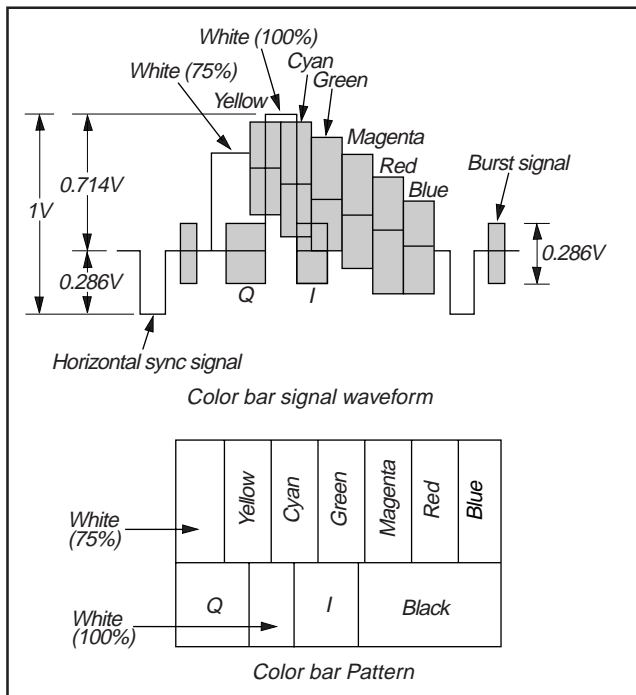 White (100%)
Cyan
White (75%)
Green
Yellow
Magenta
Red
Burst signal
Blue
0.714V
1V
0.286V
0.286V
Q
I
Horizontal sync signal
Color bar signal waveform
Yellow
Cyan
Green
Magenta
Red
Blue
White
(75%)
Q
I
Black
White
(100%)
Color bar Pattern